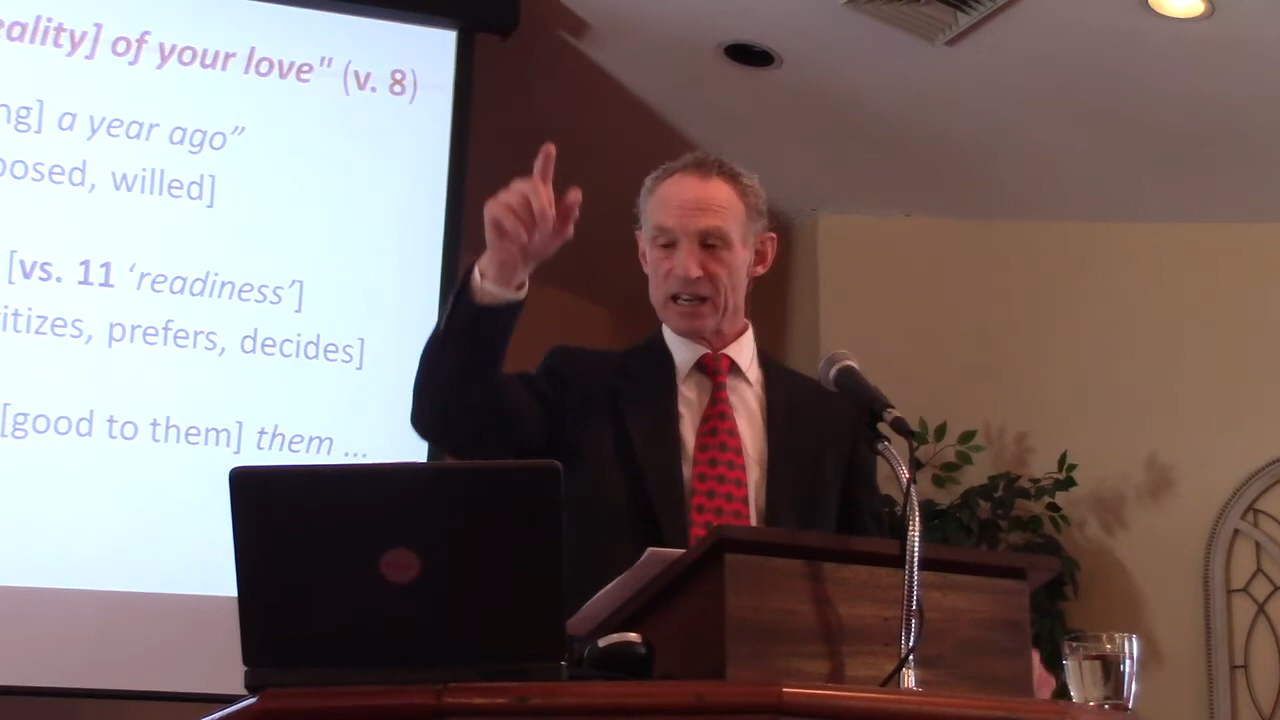 eality] of your love" (v. 8)
ng] a year ago”
posed, willed]
[vs. 11 ‘readiness’]
itizes, prefers, decides]
[good to them] them ...